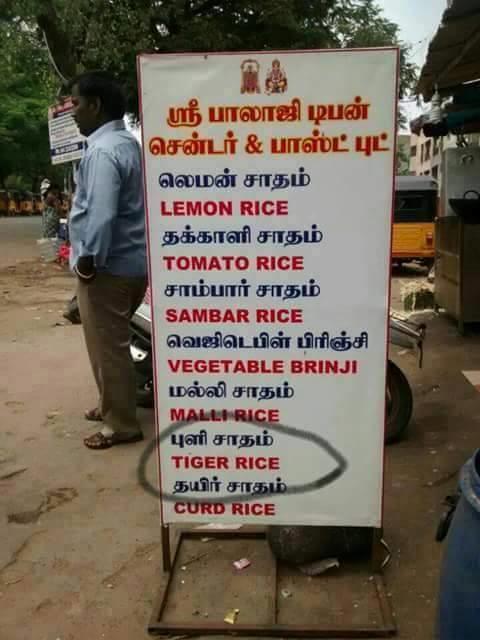 ஸ்ரீ பாலாஜி டிபன்
சென்டர் & பாஸ்ட் புட்
லெமன் சாதம்
LEMON RICE
தக்காளி சாதம்
TOMATO RICE
சாம்பார் சாதம்
SAMBAR RICE
வெஜிடெபிள் பிரிஞ்சி
VEGETABLE BRINJI
மல்லி சாதம்
MALLI RICE
புளி சாதம்
TIGER RICE
தயிர் சாதம்
CURD RICE